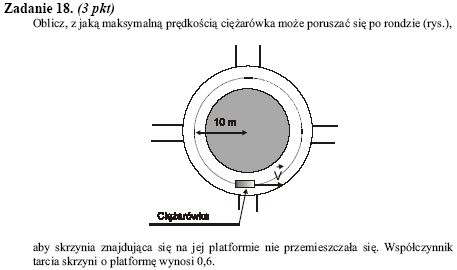 Zadanie 18. (3 pkt)
Oblicz, z jaką maksymalną prędkością ciężarówka może poruszać się po rondzie (rys.),
10 m
V
Ciężarówka
aby skrzynia znajdująca się na jej platformie nie przemieszczała się. Współczynnik
tarcia skrzyni o platformę wynosi 0,6.